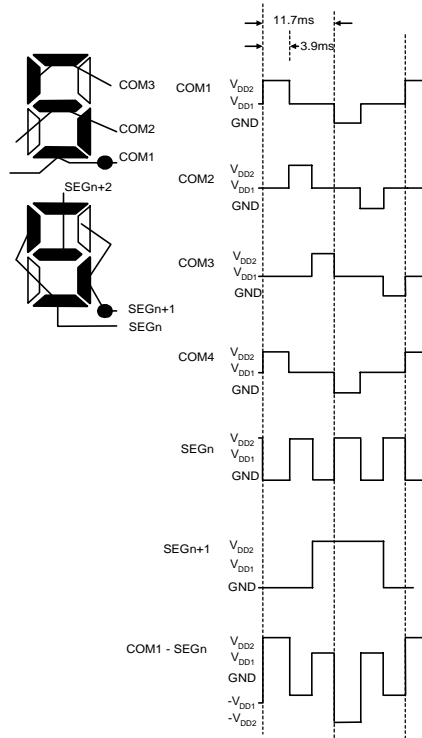 11.7ms
3.9ms
COM3
COM2
COM1
SEGn+2
SEGn+1
SEGn
COM1
VDD2
VDD1
GND
COM2
VDD2
VDD1
GND
COM3
VDD2
VDD1
GND
COM4
VDD2
VDD1
GND
SEGn
VDD2
VDD1
GND
SEGn+1
VDD2
VDD1
GND
COM1 - SEGn
VDD2
VDD1
GND
-VDD1
-VDD2